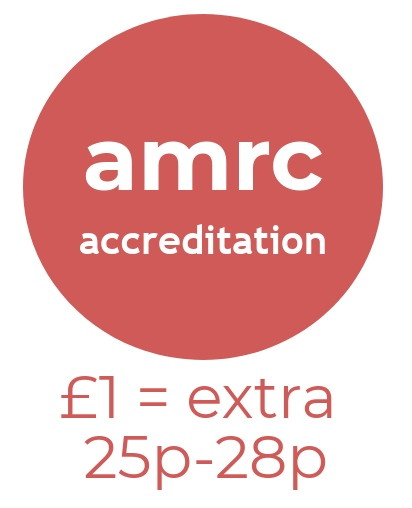 amrc
accreditation
£1 = extra
25p-28p